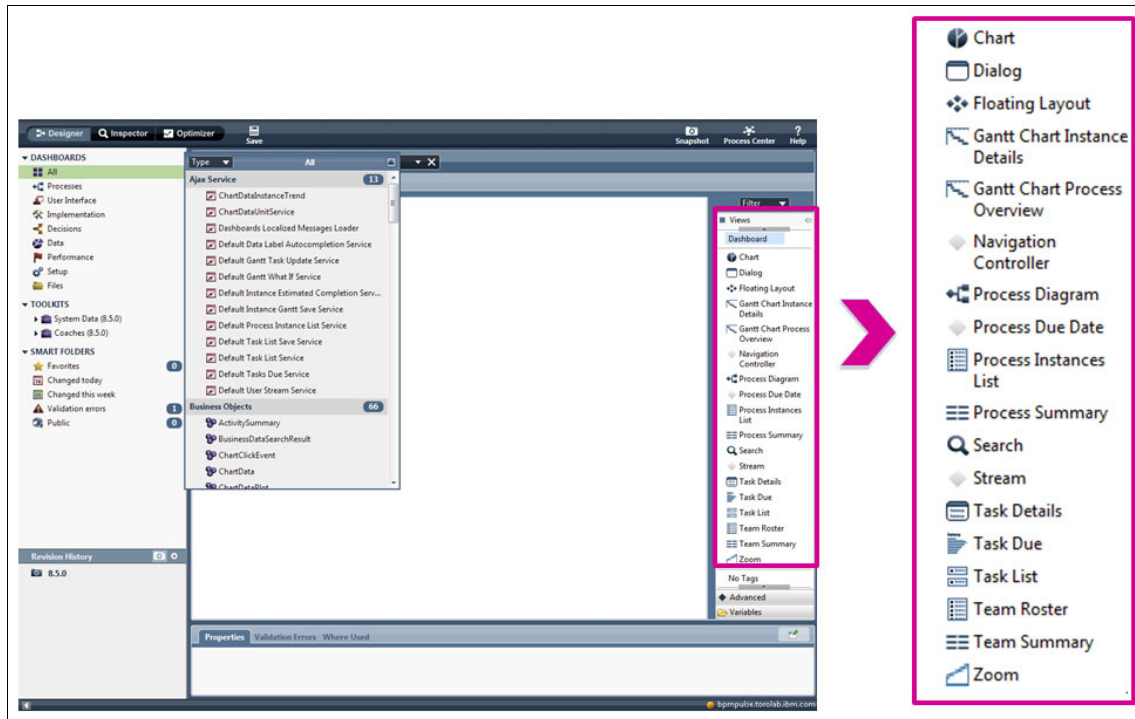 Designer Inspector Optimizer
Save
Snapshot Process Center Help
DASHBOARDS
All
Processes
User Interface
Implementation
Decisions
Data
Performance
Setup
Files
TOOLKITS
System Data (8.5.0)
Coaches (8.5.0)
SMART FOLDERS
Favorites 0
Changed today
Changed this week
Validation errors 1
Public 0
Revision History
8.5.0
Type All
Ajax Service 13
ChartDataInstanceTrend
ChartDataUnitService
Dashboards Localized Messages Loader
Default Data Label Autocompletion Service
Default Gantt Task Update Service
Default Gantt What If Service
Default Instance Estimated Completion Serv...
Default Instance Gantt Save Service
Default Process Instance List Service
Default Task List Save Service
Default Task List Service
Default Tasks Due Service
Default User Stream Service
Business Objects 66
ActivitySummary
BusinessDataSearchResult
ChartClickEvent
ChartData
ChartDataPlot
Filter
Views
Dashboard
Chart
Dialog
Floating Layout
Gantt Chart Instance
Details
Gantt Chart Process
Overview
Navigation
Controller
Process Diagram
Process Due Date
Process Instances
List
Process Summary
Search
Stream
Task Details
Task Due
Task List
Team Roster
Team Summary
Zoom
No Tags
Advanced
Variables
Properties Validation Errors Where Used
bpmpulse.torolab.ibm.com
Chart
Dialog
Floating Layout
Gantt Chart Instance
Details
Gantt Chart Process
Overview
Navigation
Controller
Process Diagram
Process Due Date
Process Instances
List
Process Summary
Search
Stream
Task Details
Task Due
Task List
Team Roster
Team Summary
Zoom